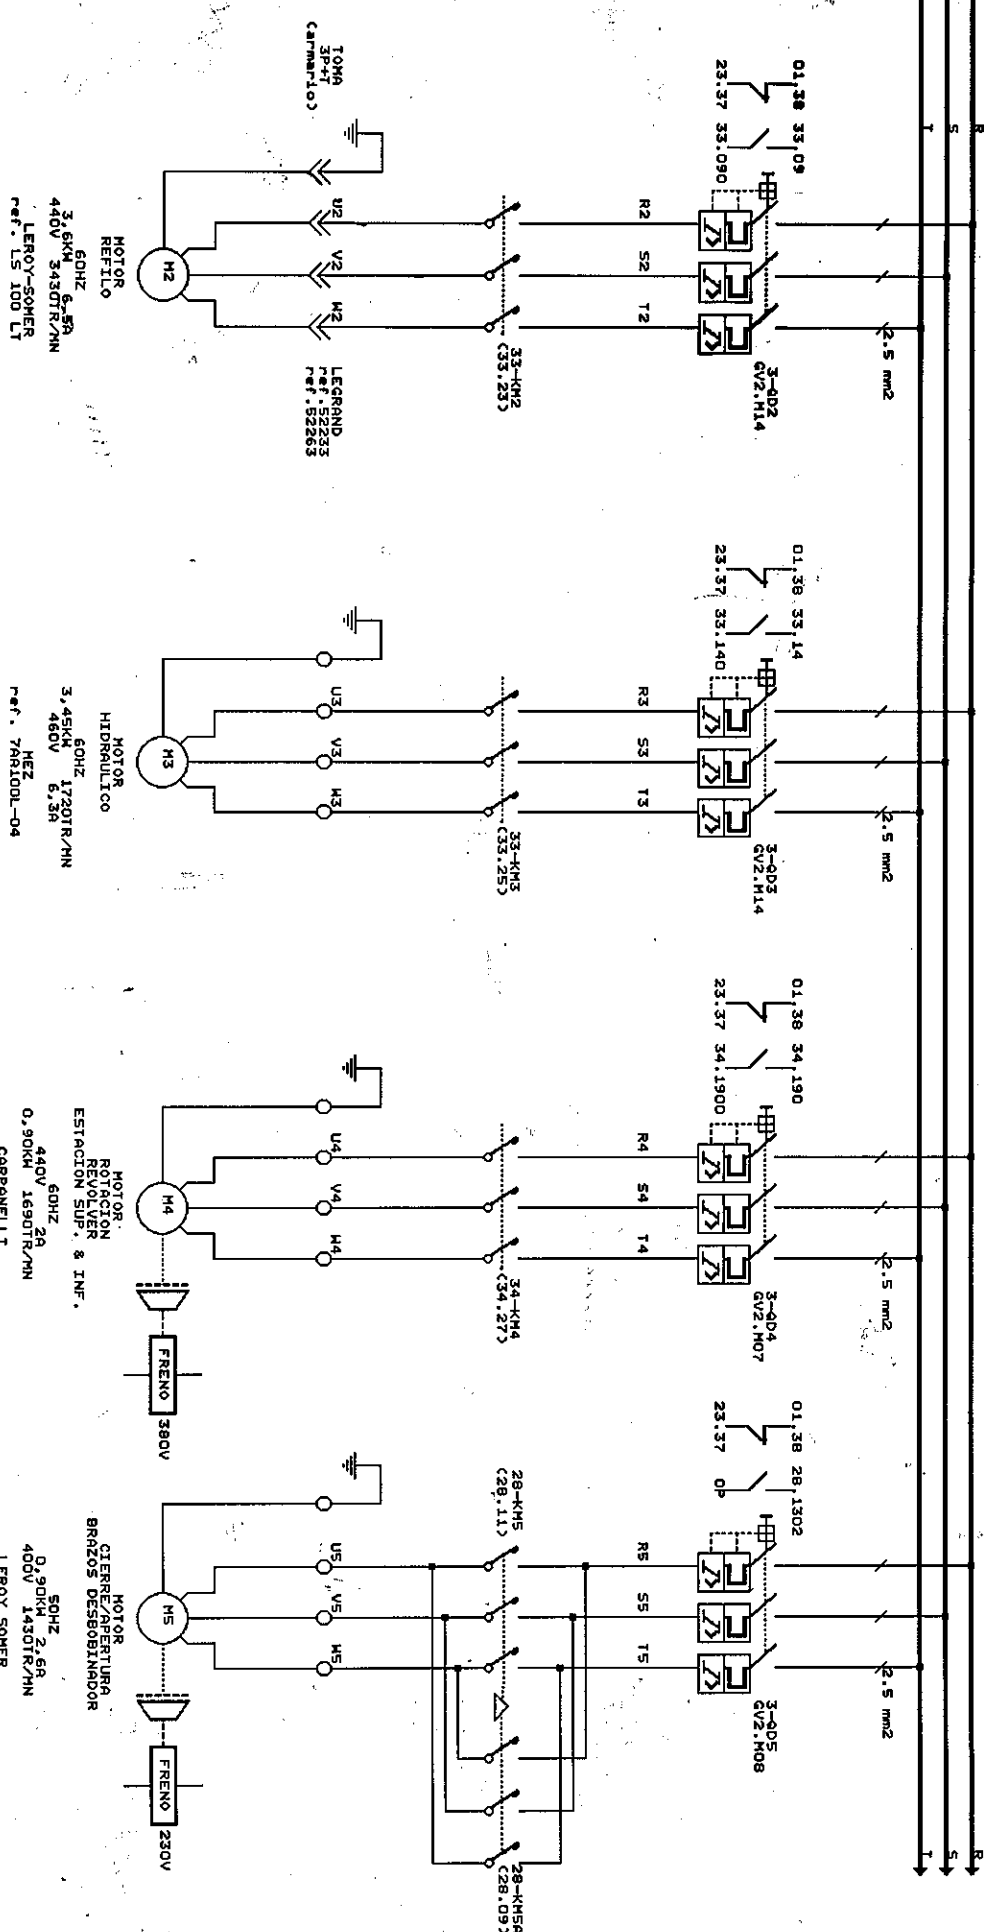 R
S
T
01.38 33.09
23.37 33.090
3-QD2
GV2.M14
2.5 mm2
R2
S2
T2
33-KM2
(33.23)
TOMA
3P+T
(armario)
U2
V2
W2
LEGRAND
ref.52233
ref.52263
M2
MOTOR
REFILO
60HZ
3,6KW 6,5A
440V 3430TR/MN
LEROY-SOMER
ref. LS 100 LT
01.38 33.14
23.37 33.140
3-QD3
GV2.M14
2.5 mm2
R3
S3
T3
33-KM3
(33.25)
U3
V3
W3
M3
MOTOR
HIDRAULICO
60HZ
3,45KW 1720TR/MN
460V 6,3A
MEZ
ref. 7AA100L-04
01.38 34.190
23.37 34.1900
3-QD4
GV2.M07
2.5 mm2
R4
S4
T4
34-KM4
(34.27)
U4
V4
W4
M4
FRENO
380V
MOTOR
ROTACION
REVOLVER
ESTACION SUP. & INF.
60HZ
440V 2A
0,90KW 1690TR/MN
CARPANELLI
01.38 28.1302
23.37 0P
3-QD5
GV2.M08
2.5 mm2
R5
S5
T5
28-KM5
(28.11)
28-KM5A
(28.09)
U5
V5
W5
M5
FRENO
230V
MOTOR
CIERRE/APERTURA
BRAZOS DESBOBINADOR
50HZ
0,90KW 2,6A
400V 1430TR/MN
LEROY SOMER
R
S
T